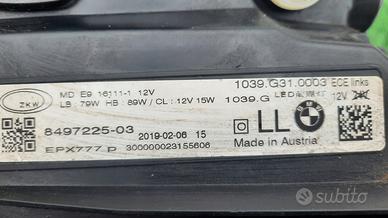 ZKW
MD E9 16111-1 12V
LB : 79W HB : 89W / CL : 12V 15W
1039.G31.0003 ECE links
1039.G LED 12V
8497225-03
2019-02-06 15
EPX777 P 300000023155606
LL
Made in Austria
subito